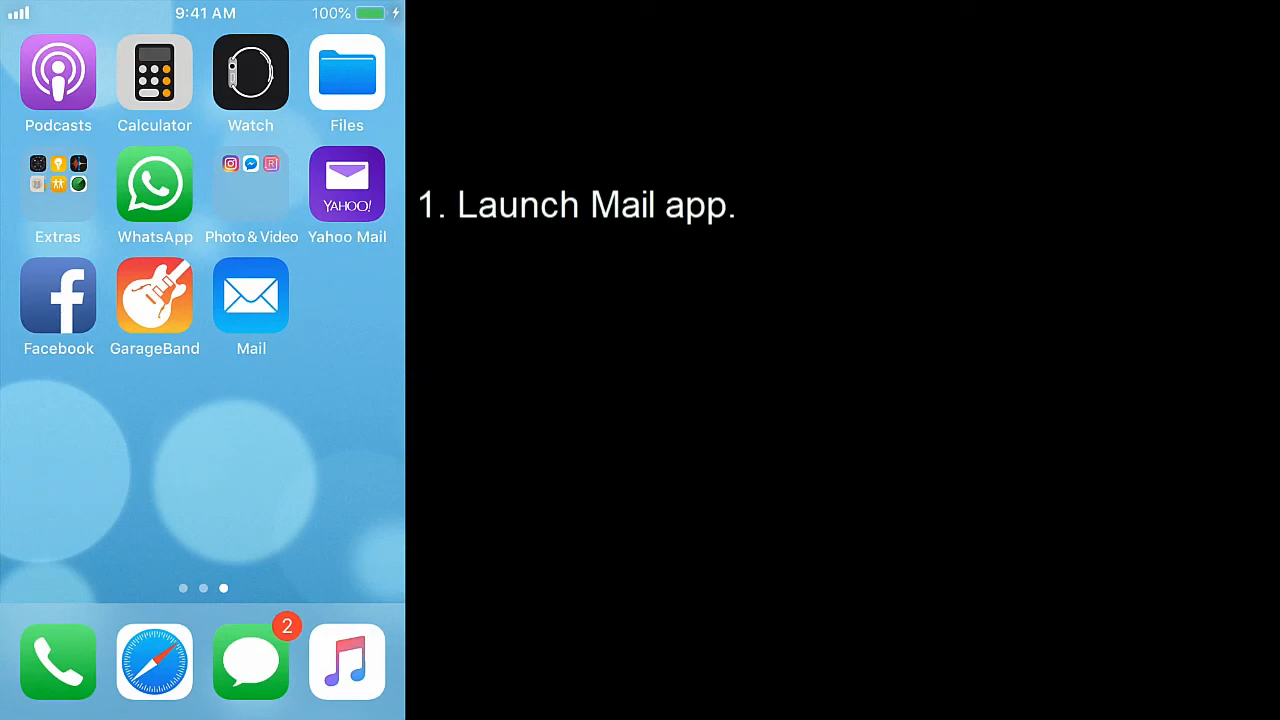 9:41 AM 100%
Podcasts Calculator Watch Files
YAHOO!
Extras WhatsApp Photo & Video Yahoo Mail
1. Launch Mail app.
Facebook GarageBand Mail
2